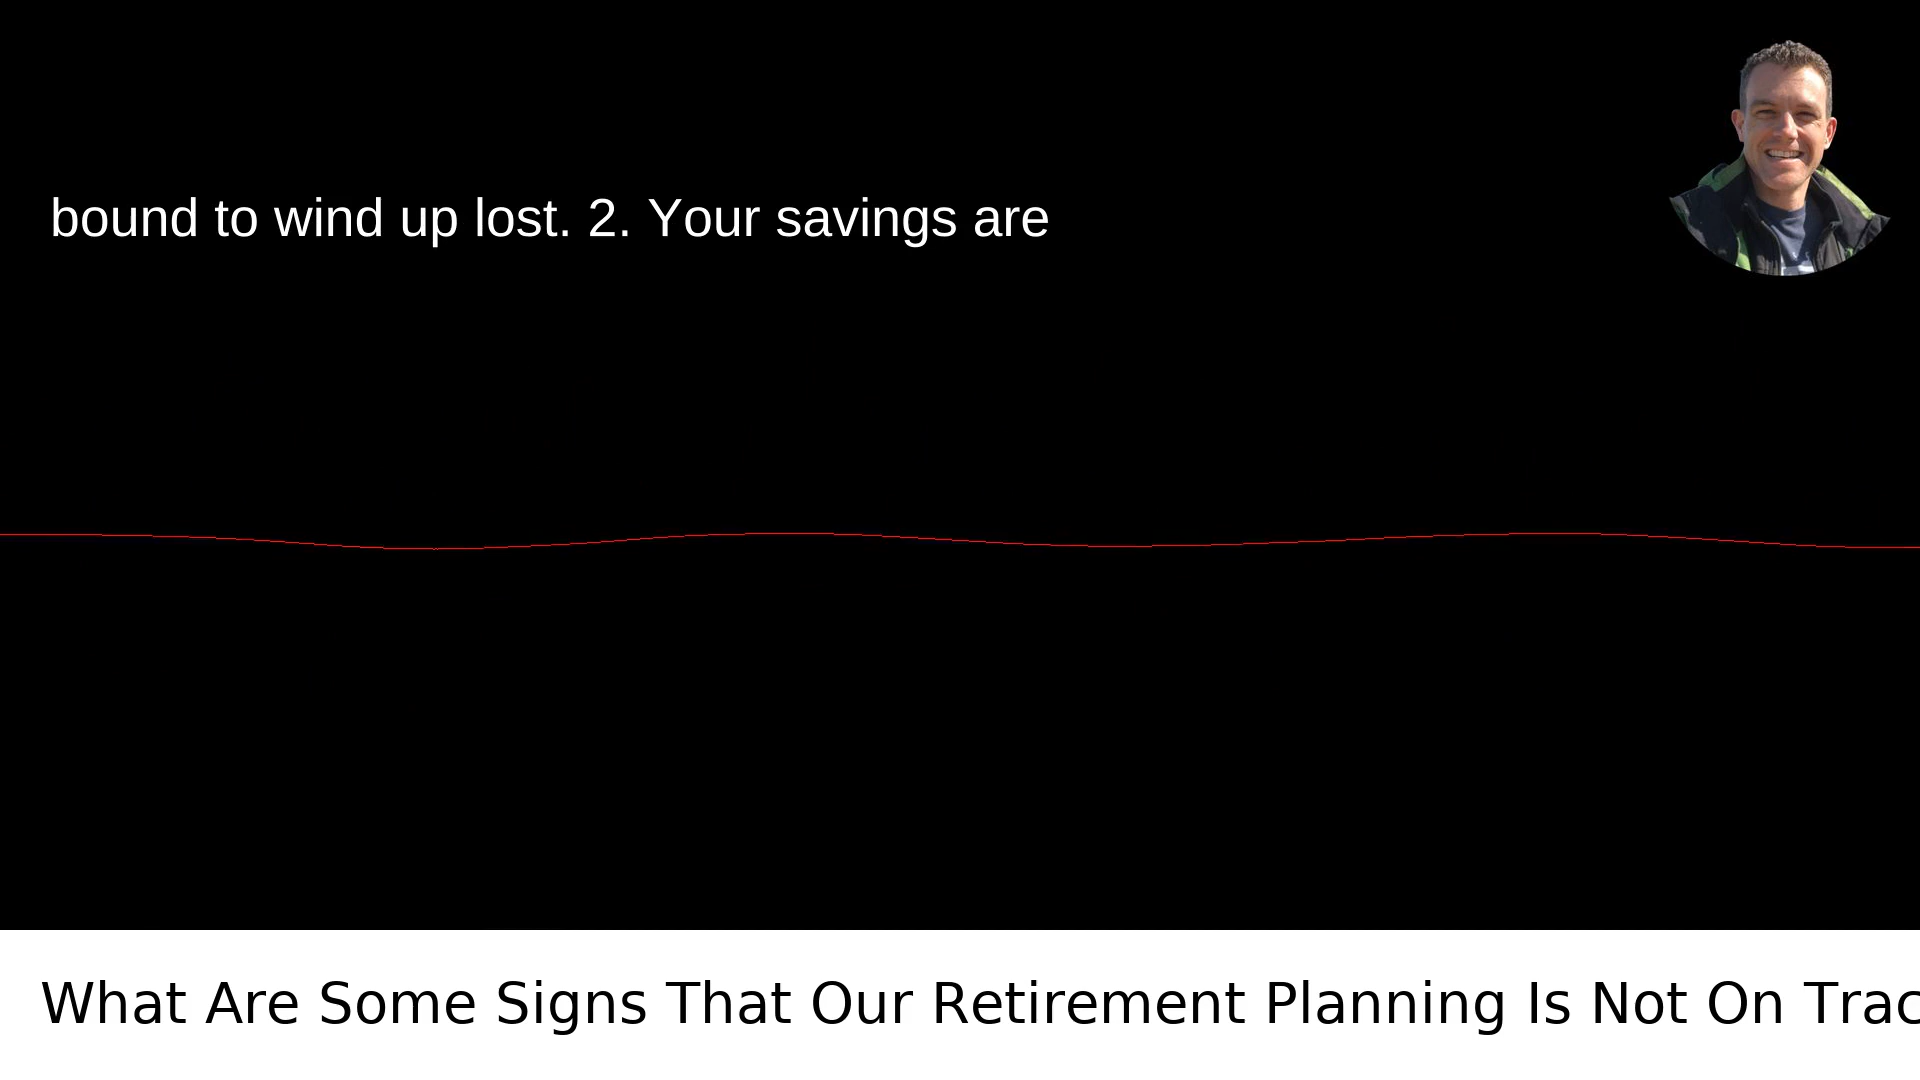 bound to wind up lost. 2. Your savings are
What Are Some Signs That Our Retirement Planning Is Not On Trac